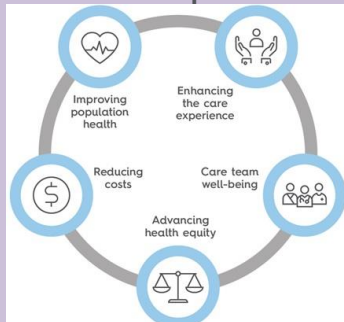 Improving
population
health
Enhancing
the care
experience
Reducing
costs
Care team
well-being
Advancing
health equity
$